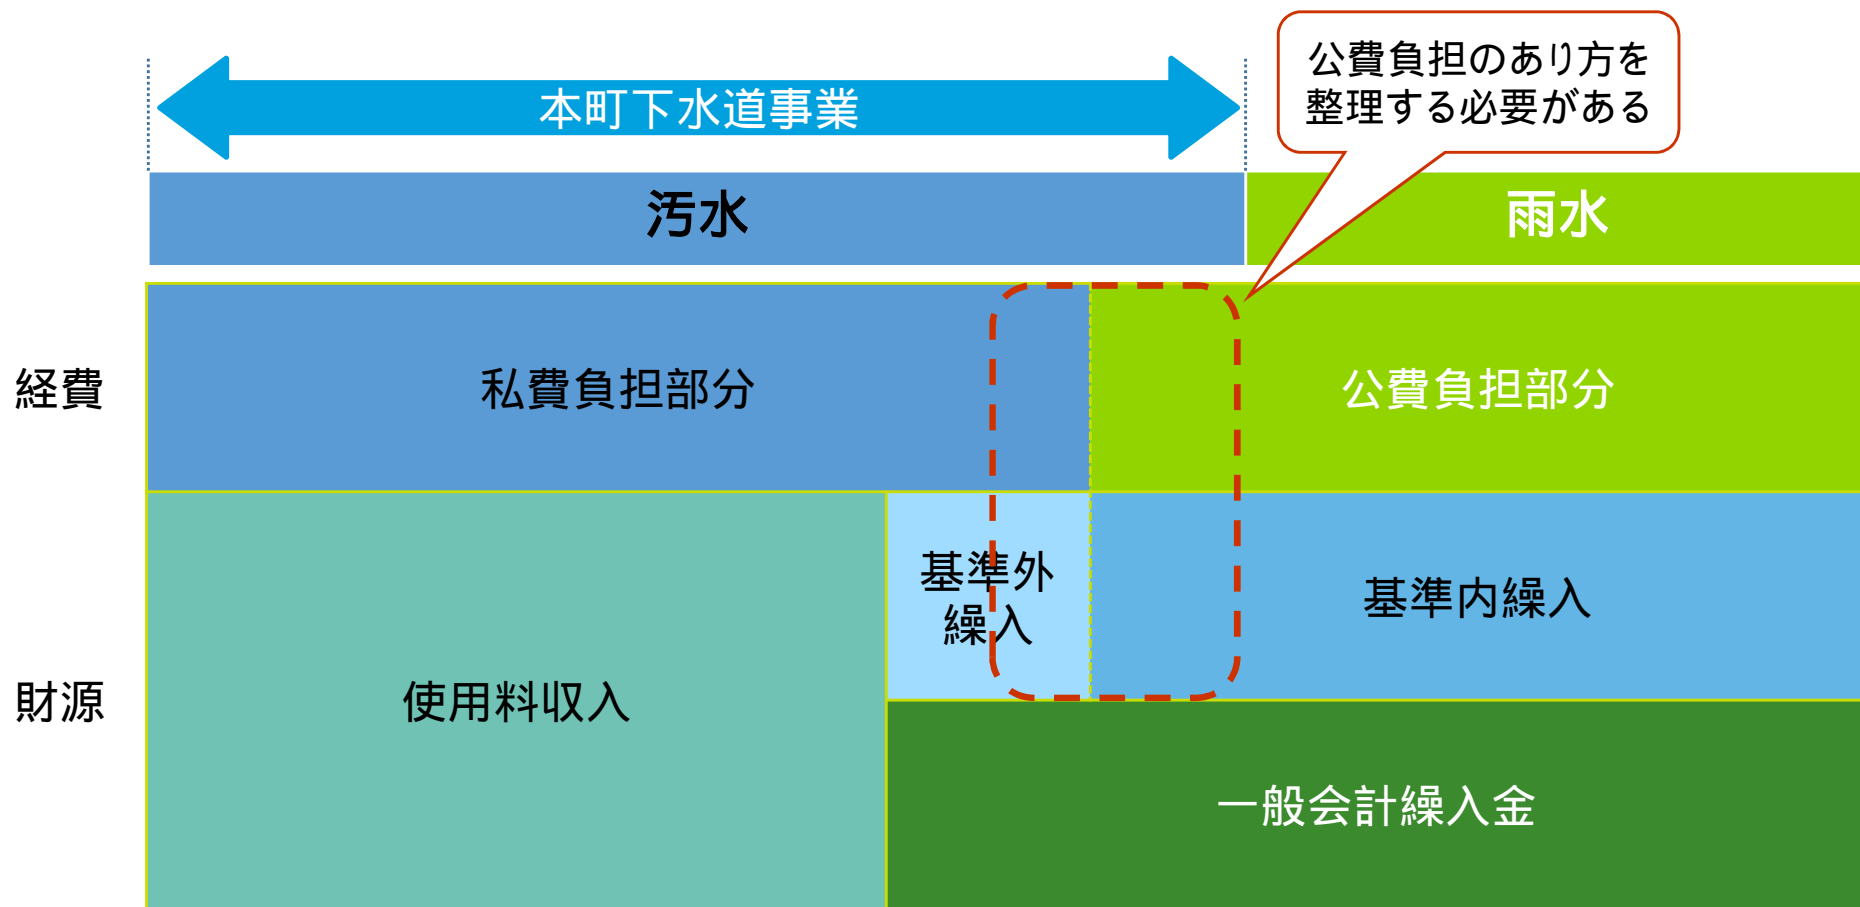 公費負担のあり方を
整理する必要がある
本町下水道事業
汚水
雨水
経費
私費負担部分
公費負担部分
基準外
繰入
基準内繰入
財源
使用料収入
一般会計繰入金